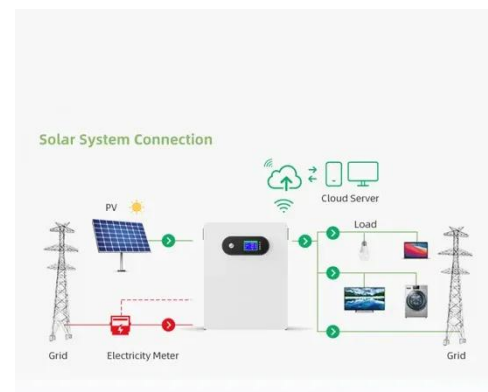 Solar System Connection
Cloud Server
PV
Load
Grid
Electricity Meter
Grid